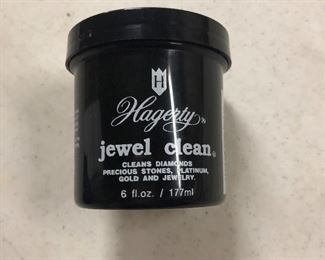 H
Hagerty®
jewel clean®
CLEANS DIAMONDS
PRECIOUS STONES, PLATINUM,
GOLD AND JEWELRY.
6 fl.oz. / 177ml